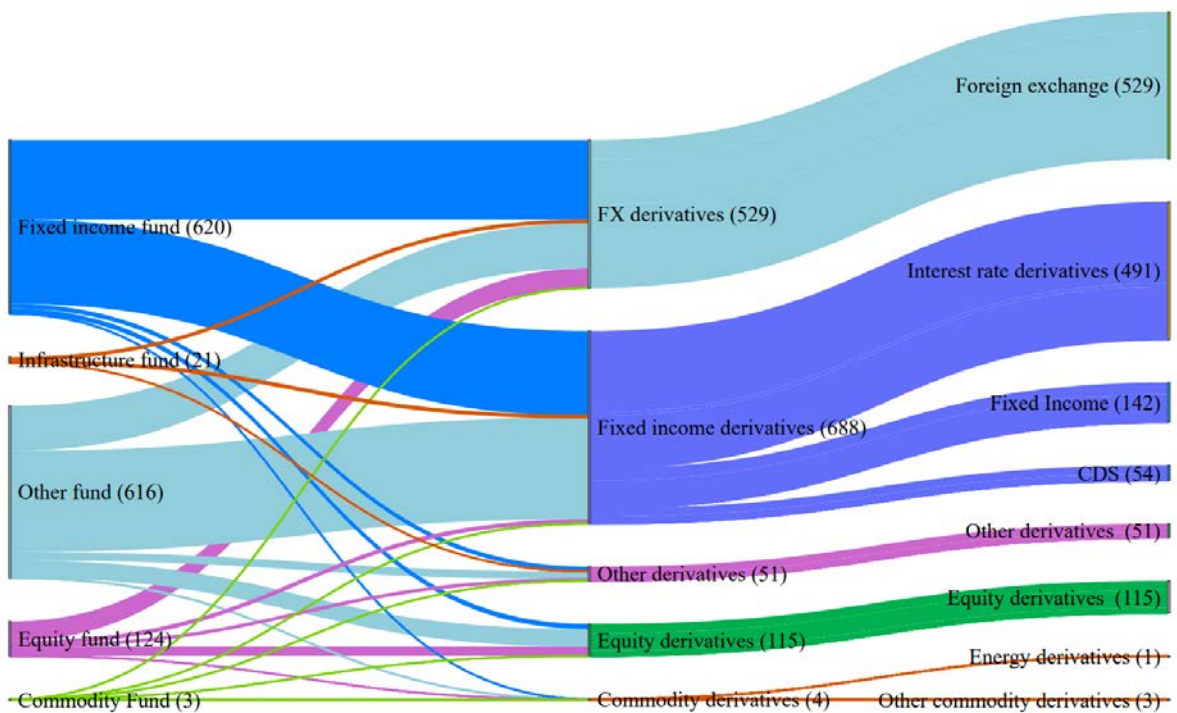 Foreign exchange (529)
Fixed income fund (620)
FX derivatives (529)
Interest rate derivatives (491)
Infrastructure fund (21)
Fixed Income (142)
Fixed income derivatives (688)
CDS (54)
Other fund (616)
Other derivatives (51)
Other derivatives (51)
Equity derivatives (115)
Equity fund (124)
Equity derivatives (115)
Energy derivatives (1)
Commodity Fund (3)
Commodity derivatives (4)
Other commodity derivatives (3)